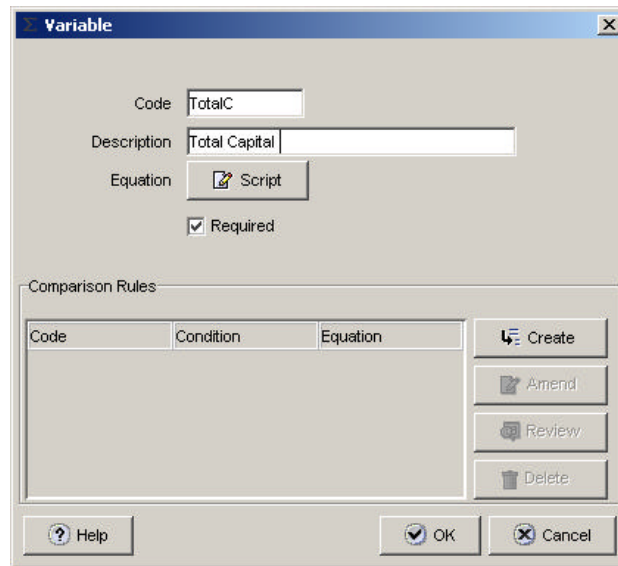 Variable
Code TotalC
Description Total Capital
Equation Script
Required
Comparison Rules
Code Condition Equation
Create
Amend
Review
Delete
Help OK Cancel